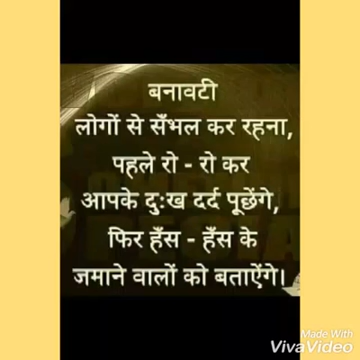 बनावटी
लोगों से सँभल कर रहना,
पहले रो - रो कर
आपके दुःख दर्द पूछेंगे,
फिर हँस - हँस के
जमाने वालों को बताऐंगे।
Made With
VivaVideo